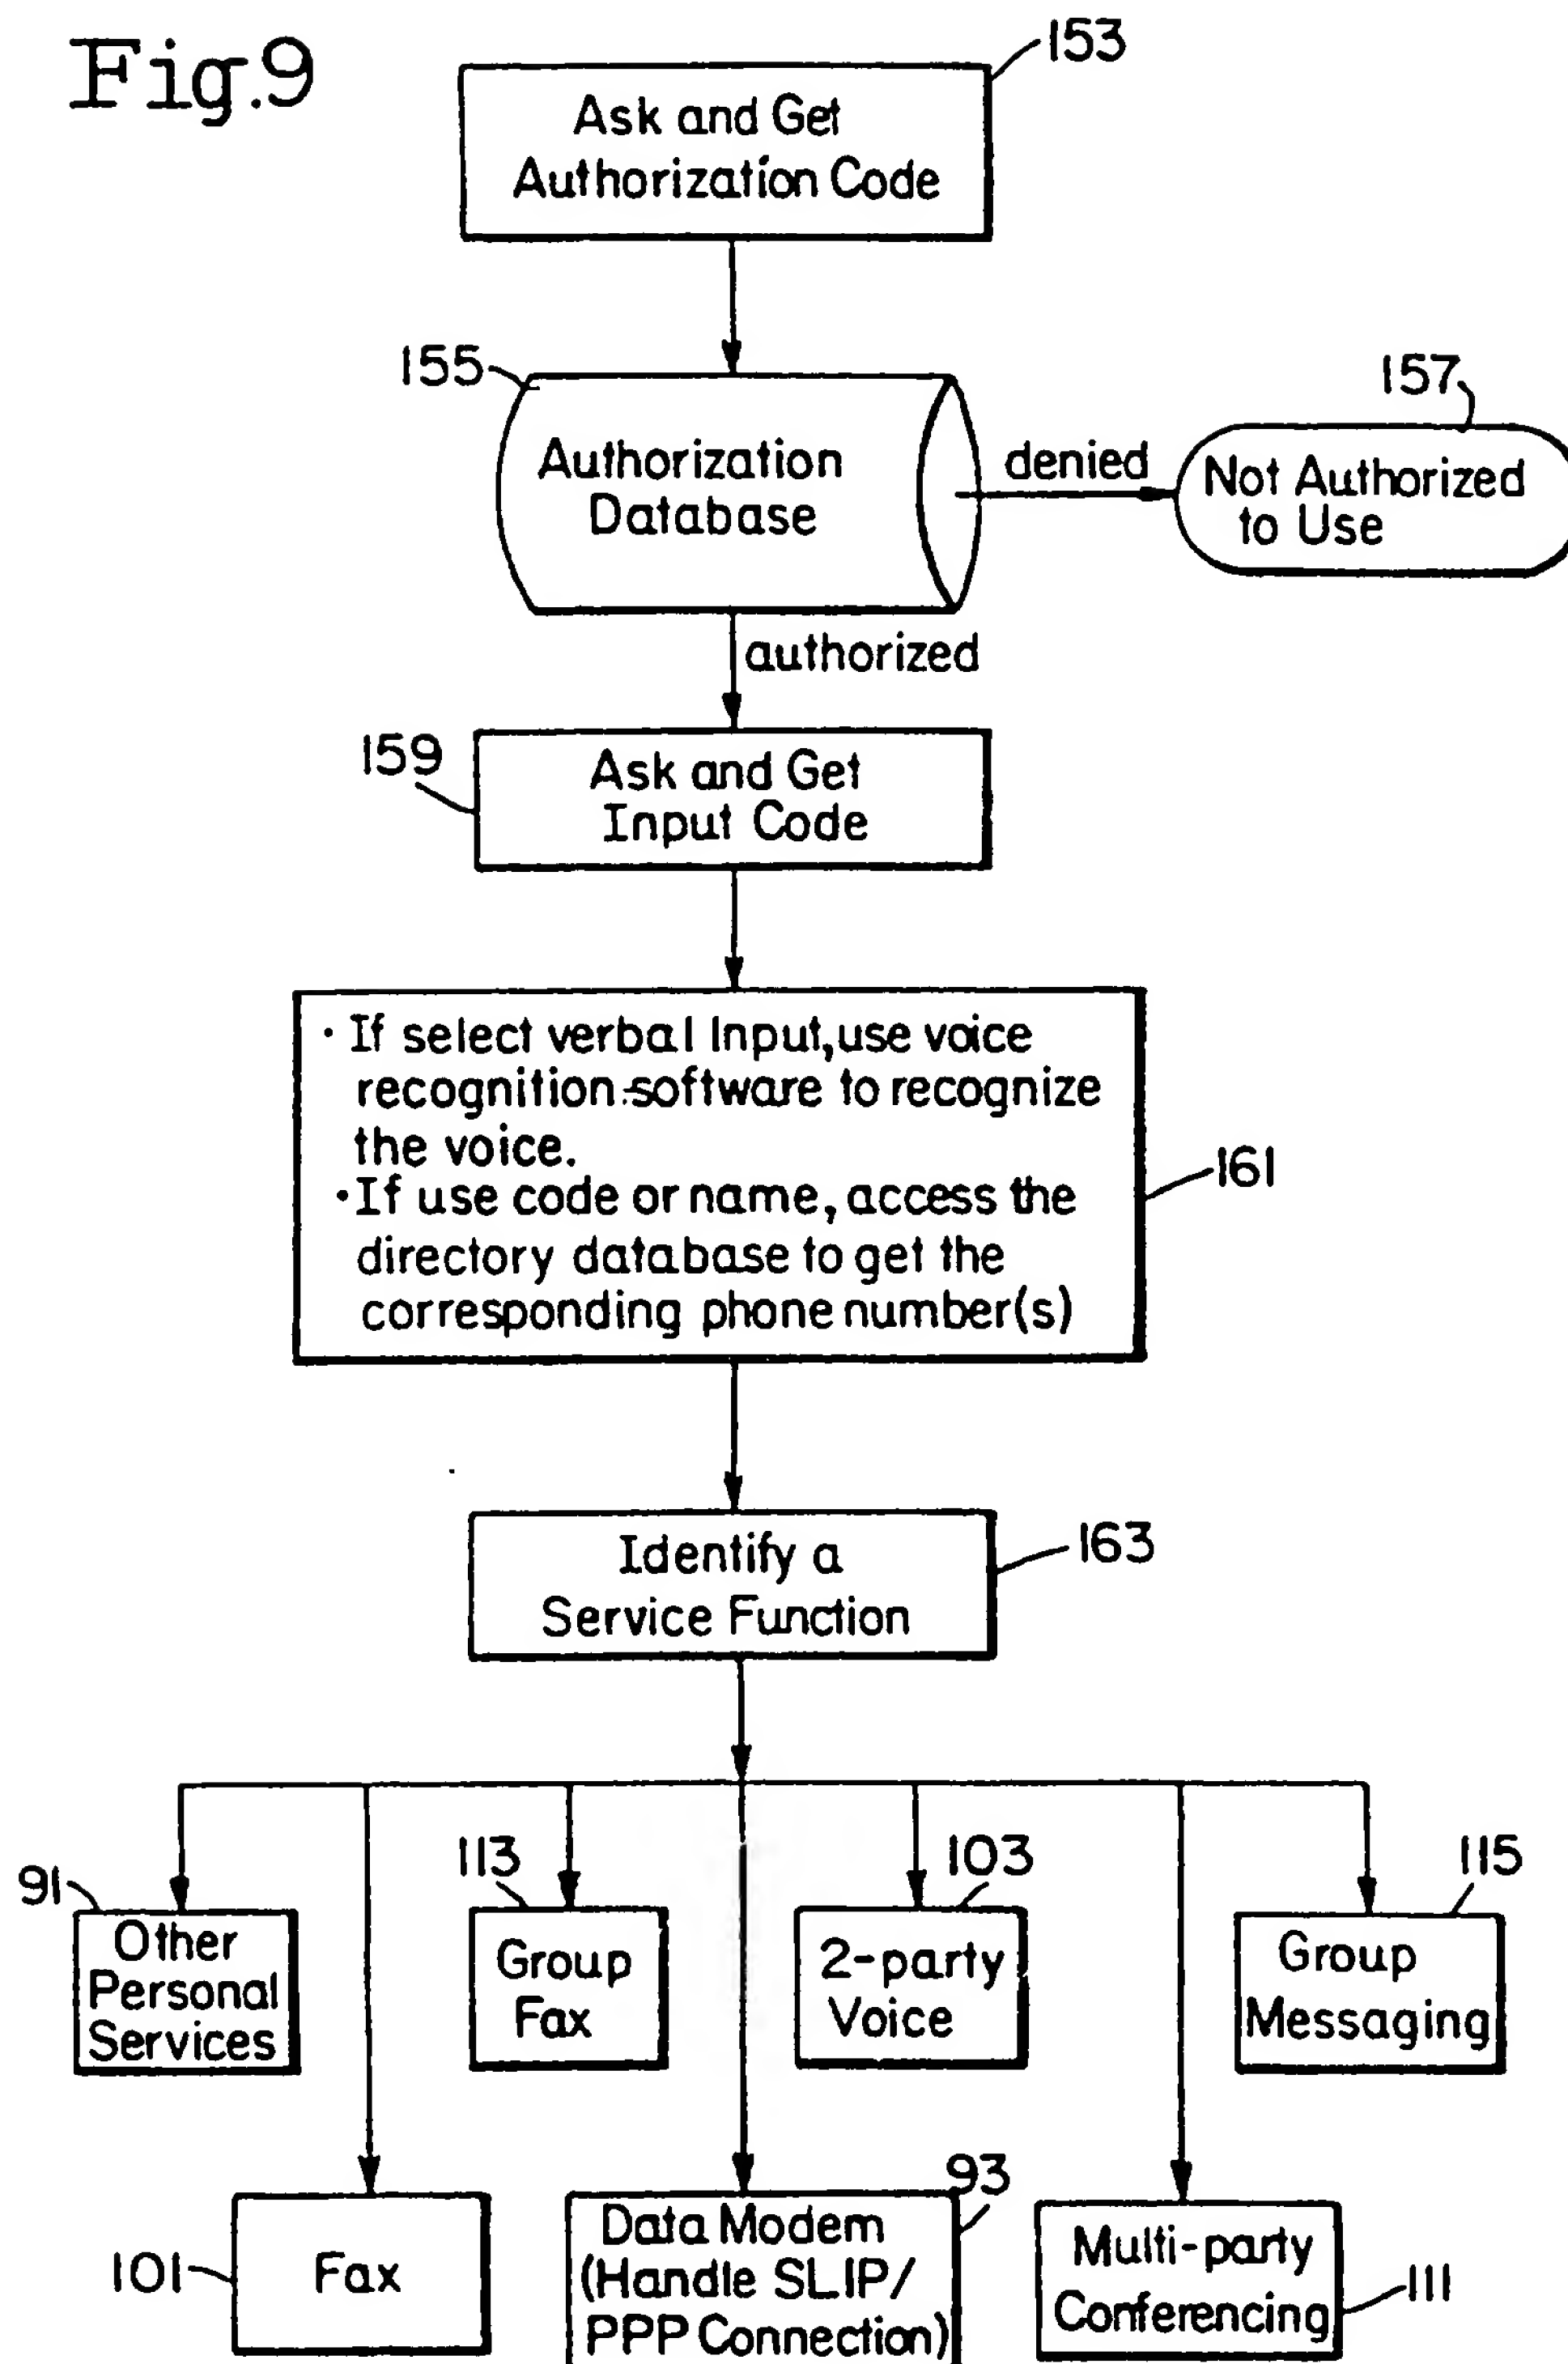 Fig.9
153
Ask and Get
Authorization Code
155
Authorization
Database
denied
157
Not Authorized
to Use
authorized
159
Ask and Get
Input Code
· If select verbal Input, use voice
recognition software to recognize
the voice.
· If use code or name, access the
directory database to get the
corresponding phone number(s)
161
Identify a
Service Function
163
91
Other
Personal
Services
113
Group
Fax
103
2-party
Voice
115
Group
Messaging
101
Fax
93
Data Modem
(Handle SLIP/
PPP Connection)
Multi-party
Conferencing
111